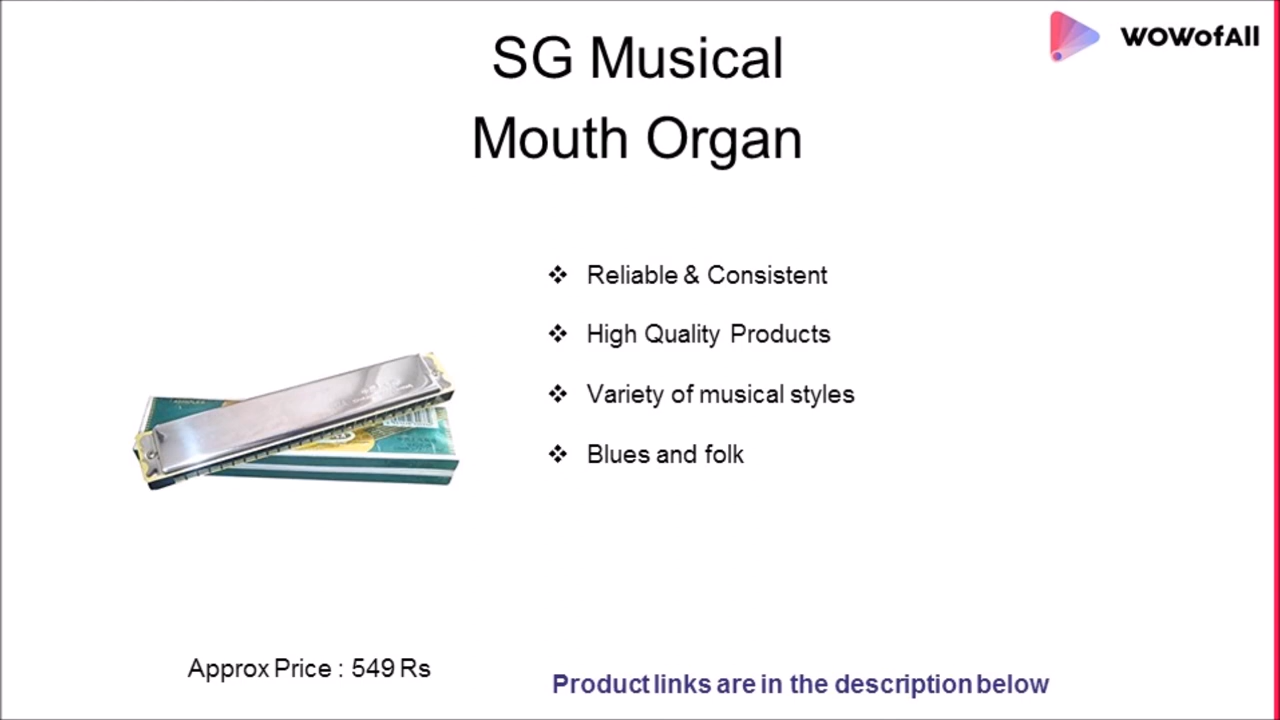 WOWofAll
SG Musical
Mouth Organ
Reliable & Consistent
High Quality Products
Variety of musical styles
Blues and folk
Approx Price : 549 Rs
Product links are in the description below